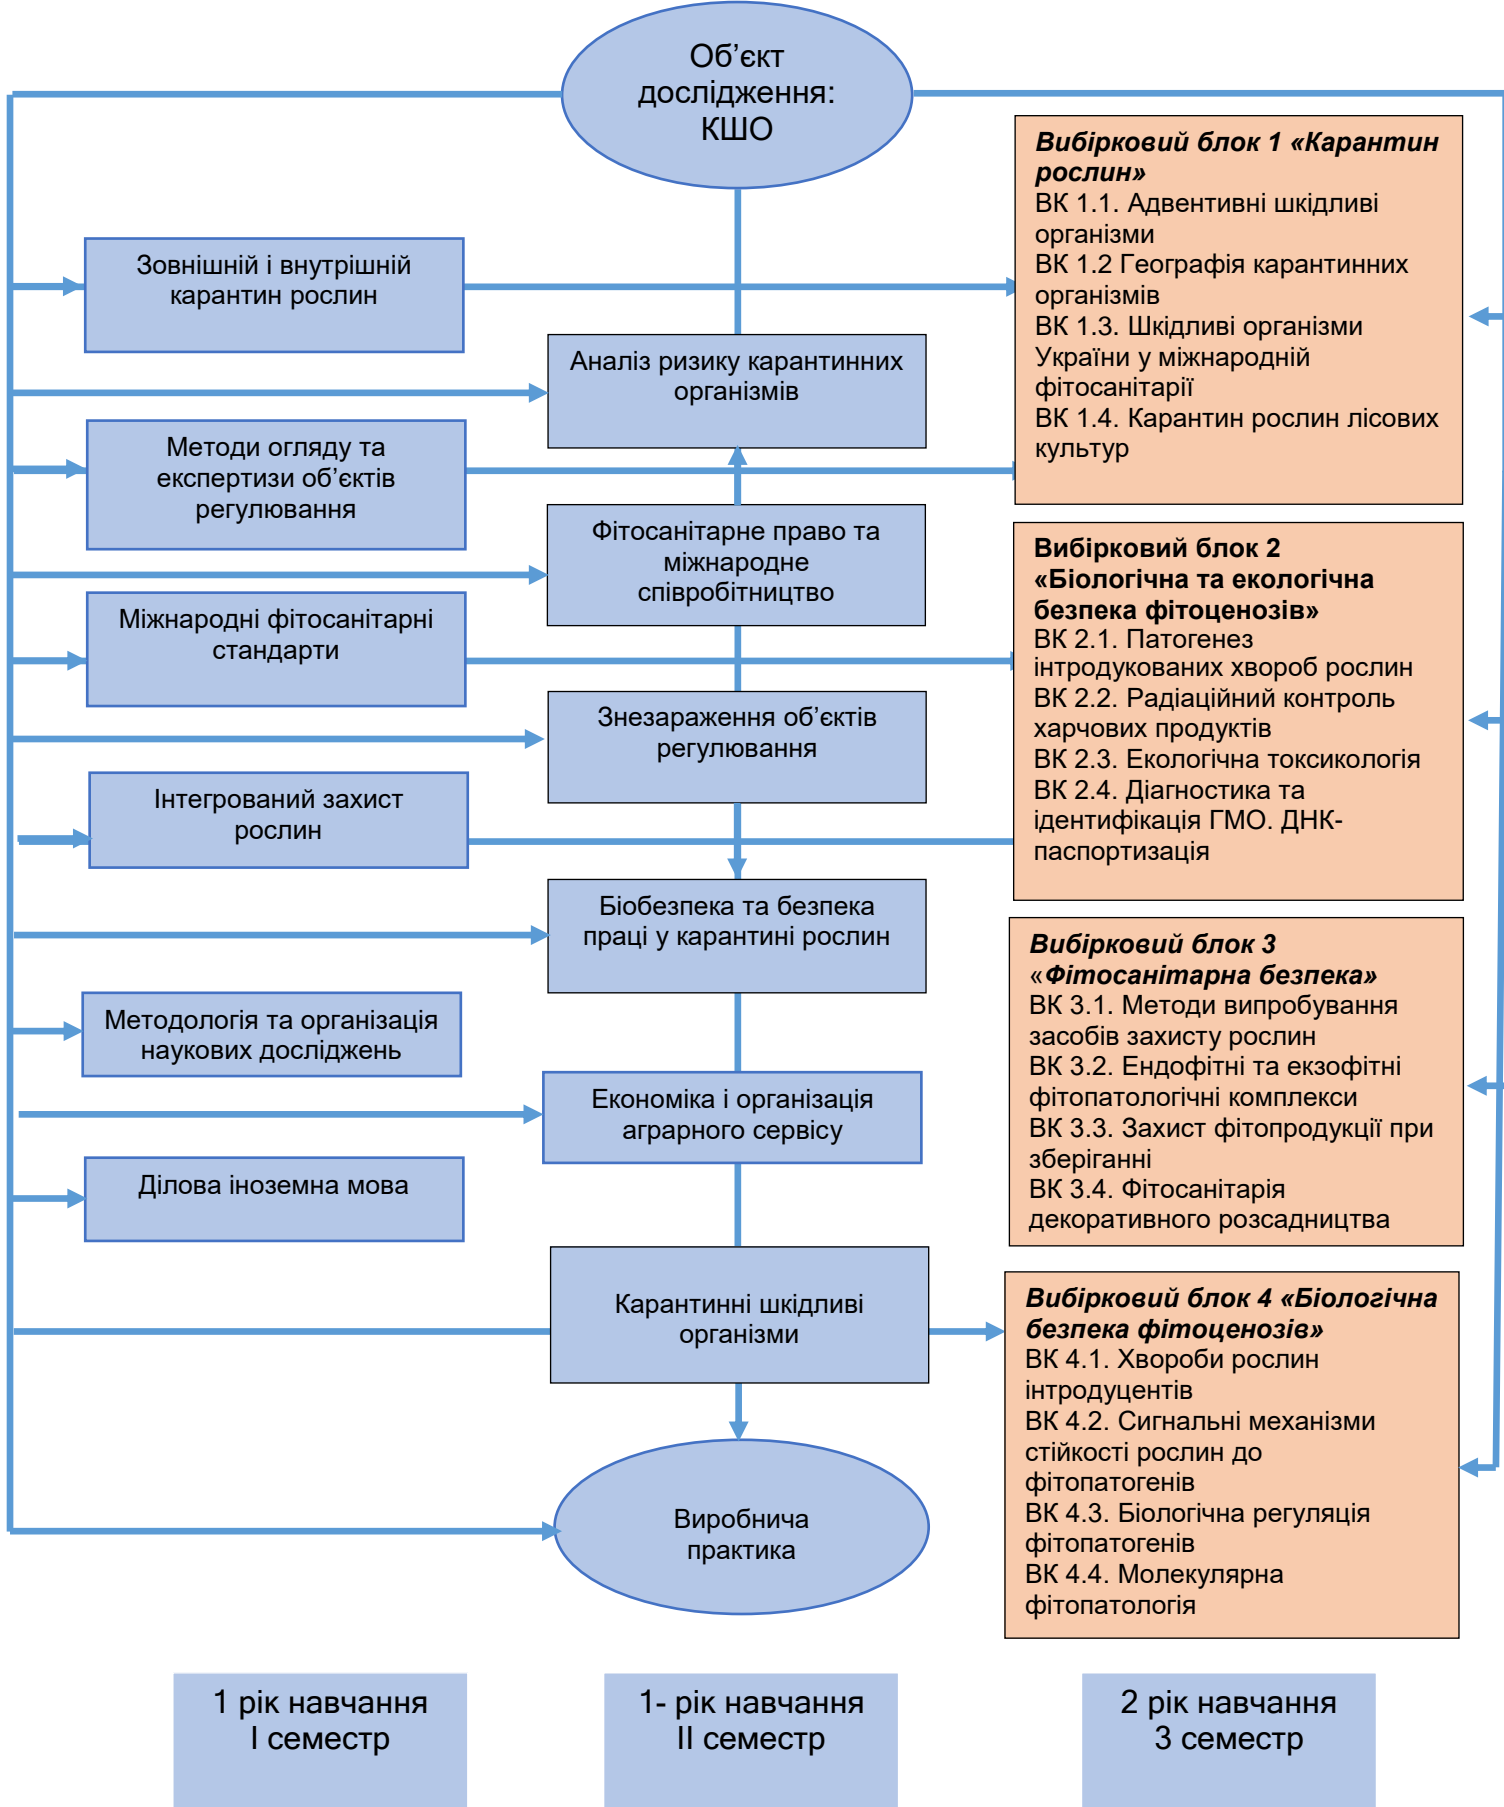 Об’єкт
дослідження:
КШО
Зовнішній і внутрішній
карантин рослин
Методи огляду та
експертизи об’єктів
регулювання
Міжнародні фітосанітарні
стандарти
Інтегрований захист
рослин
Методологія та організація
наукових досліджень
Ділова іноземна мова
Аналіз ризику карантинних
організмів
Фітосанітарне право та
міжнародне
співробітництво
Знезараження об’єктів
регулювання
Біобезпека та безпека
праці у карантині рослин
Економіка і організація
аграрного сервісу
Карантинні шкідливі
організми
Виробнича
практика
Вибірковий блок 1 «Карантин
рослин»
ВК 1.1. Адвентивні шкідливі
організми
ВК 1.2 Географія карантинних
організмів
ВК 1.3. Шкідливі організми
України у міжнародній
фітосанітарії
ВК 1.4. Карантин рослин лісових
культур
Вибірковий блок 2
«Біологічна та екологічна
безпека фітоценозів»
ВК 2.1. Патогенез
інтродукованих хвороб рослин
ВК 2.2. Радіаційний контроль
харчових продуктів
ВК 2.3. Екологічна токсикологія
ВК 2.4. Діагностика та
ідентифікація ГМО. ДНК-
паспортизація
Вибірковий блок 3
«Фітосанітарна безпека»
ВК 3.1. Методи випробування
засобів захисту рослин
ВК 3.2. Ендофітні та екзофітні
фітопатологічні комплекси
ВК 3.3. Захист фітопродукції при
зберіганні
ВК 3.4. Фітосанітарія
декоративного розсадництва
Вибірковий блок 4 «Біологічна
безпека фітоценозів»
ВК 4.1. Хвороби рослин
інтродуцентів
ВК 4.2. Сигнальні механізми
стійкості рослин до
фітопатогенів
ВК 4.3. Біологічна регуляція
фітопатогенів
ВК 4.4. Молекулярна
фітопатологія
1 рік навчання
І семестр
1- рік навчання
ІІ семестр
2 рік навчання
3 семестр